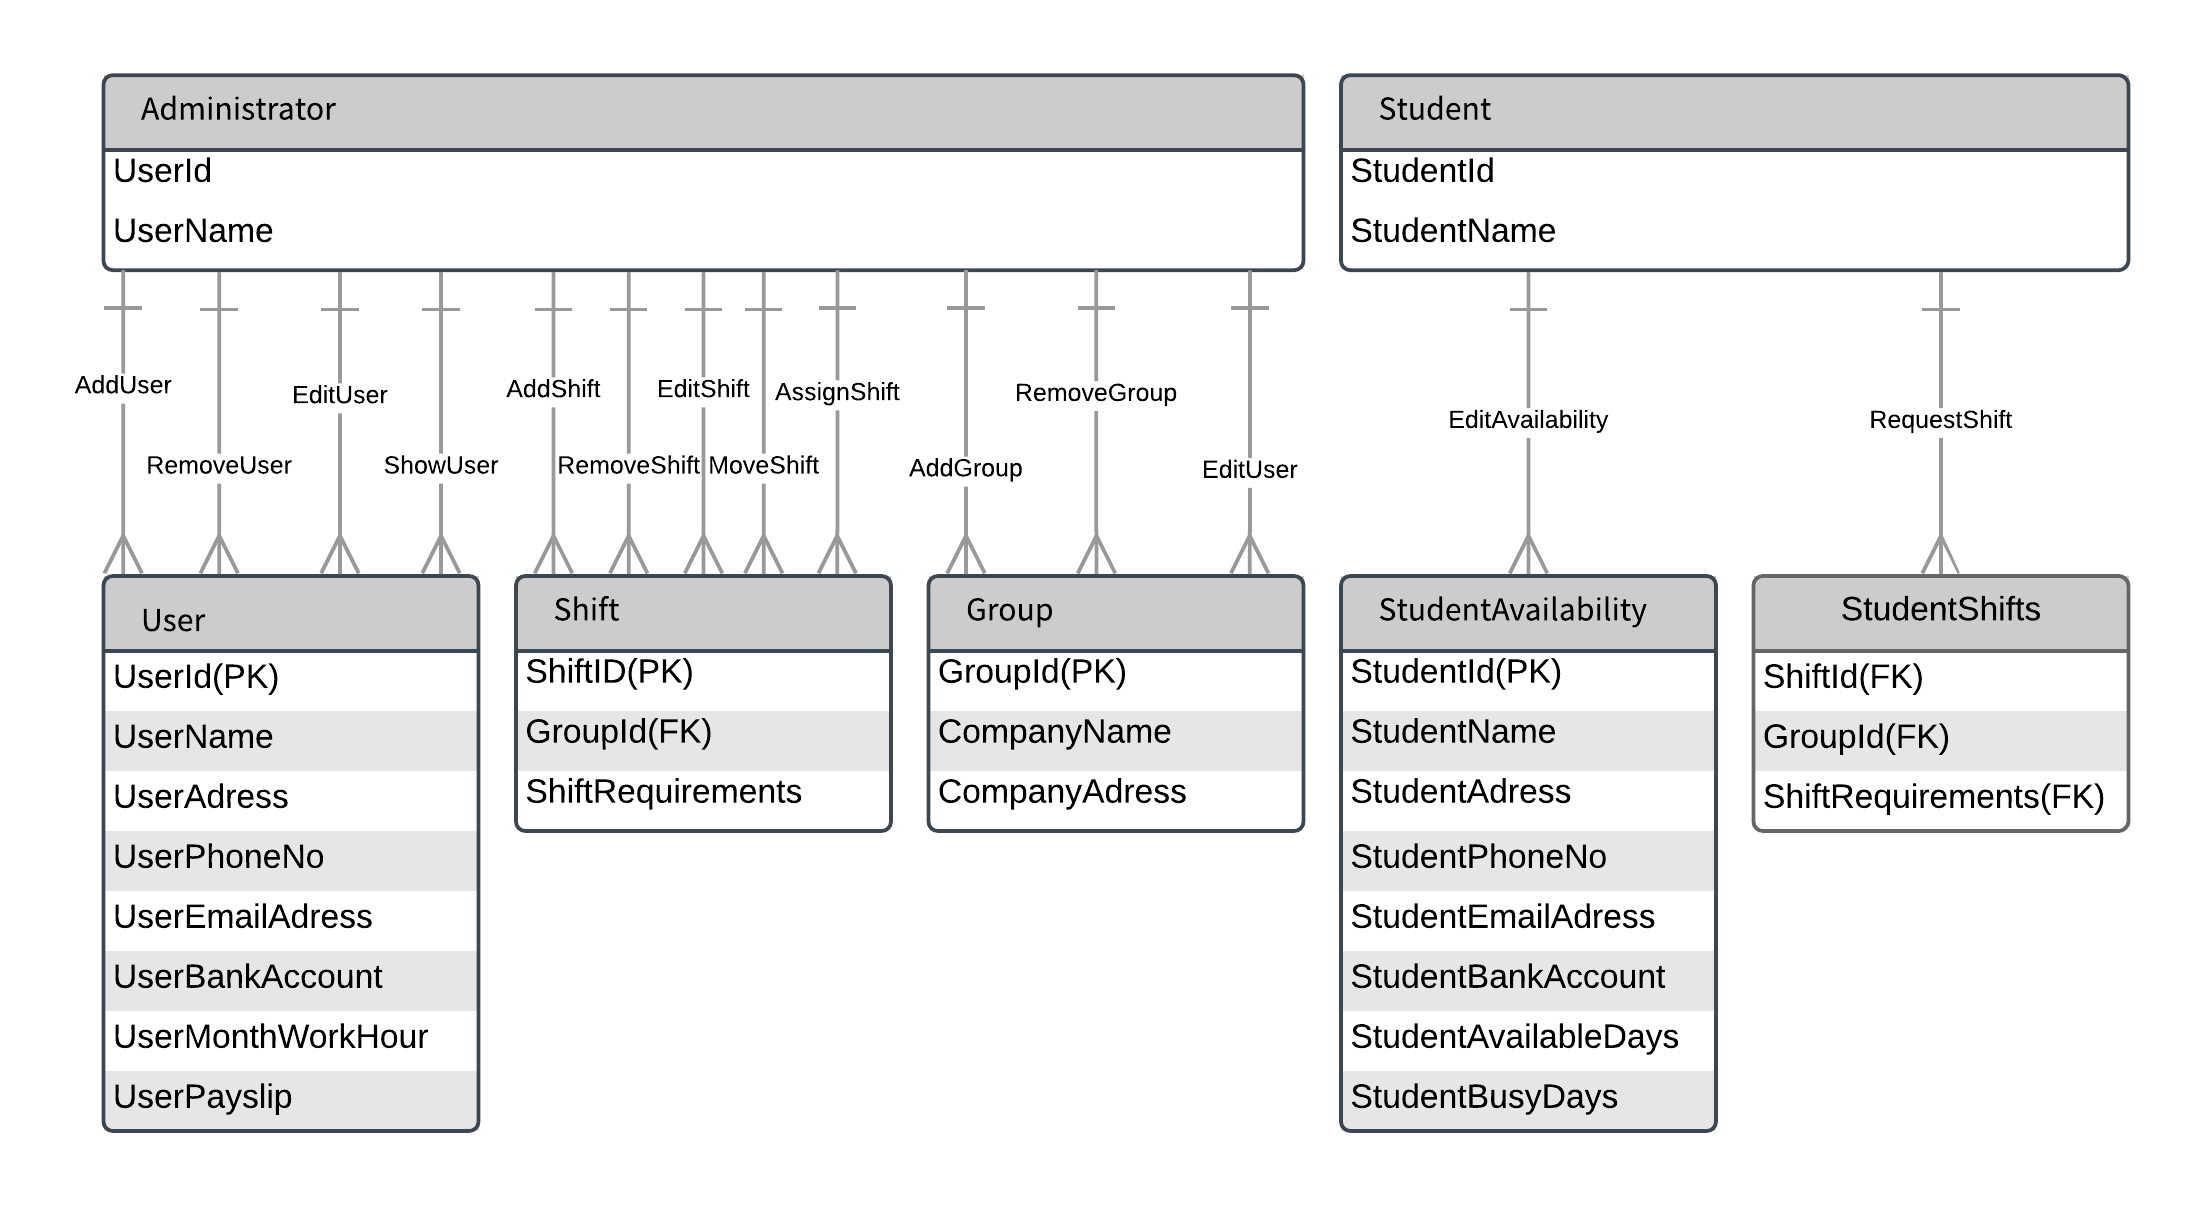 Administrator
UserId
UserName
Student
StudentId
StudentName
AddUser
RemoveUser
EditUser
ShowUser
AddShift
RemoveShift
EditShift
MoveShift
AssignShift
AddGroup
RemoveGroup
EditUser
EditAvailability
RequestShift
User
UserId(PK)
UserName
UserAdress
UserPhoneNo
UserEmailAdress
UserBankAccount
UserMonthWorkHour
UserPayslip
Shift
ShiftID(PK)
GroupId(FK)
ShiftRequirements
Group
GroupId(PK)
CompanyName
CompanyAdress
StudentAvailability
StudentId(PK)
StudentName
StudentAdress
StudentPhoneNo
StudentEmailAdress
StudentBankAccount
StudentAvailableDays
StudentBusyDays
StudentShifts
ShiftId(FK)
GroupId(FK)
ShiftRequirements(FK)